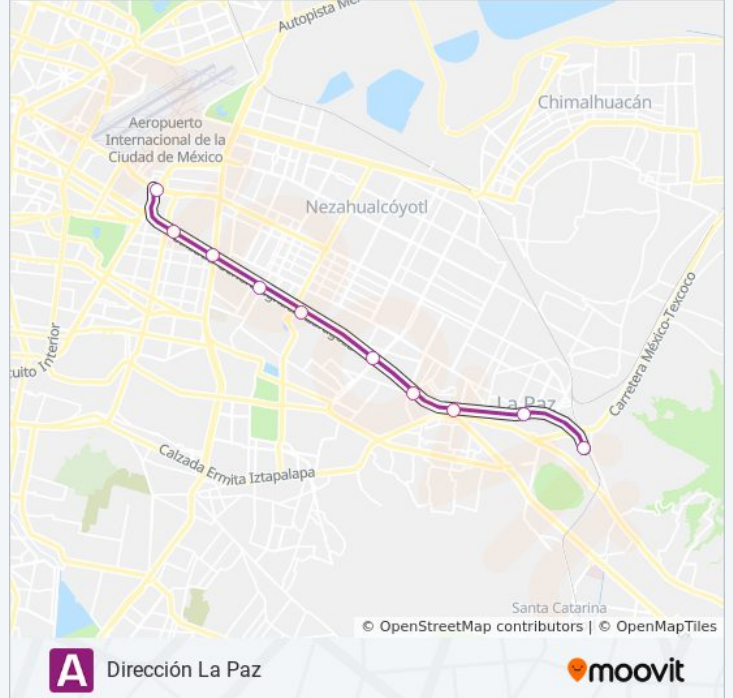 Autopista Mé
Chimalhuacán
Aeropuerto
Internacional de la
Ciudad de México
Nezahualcóyotl
Carretera México-Texcoco
uito Interior
La Paz
Calzada Ermita Iztapalapa
Santa Catarina
© OpenStreetMap contributors | © OpenMapTiles
A Dirección La Paz
moovit